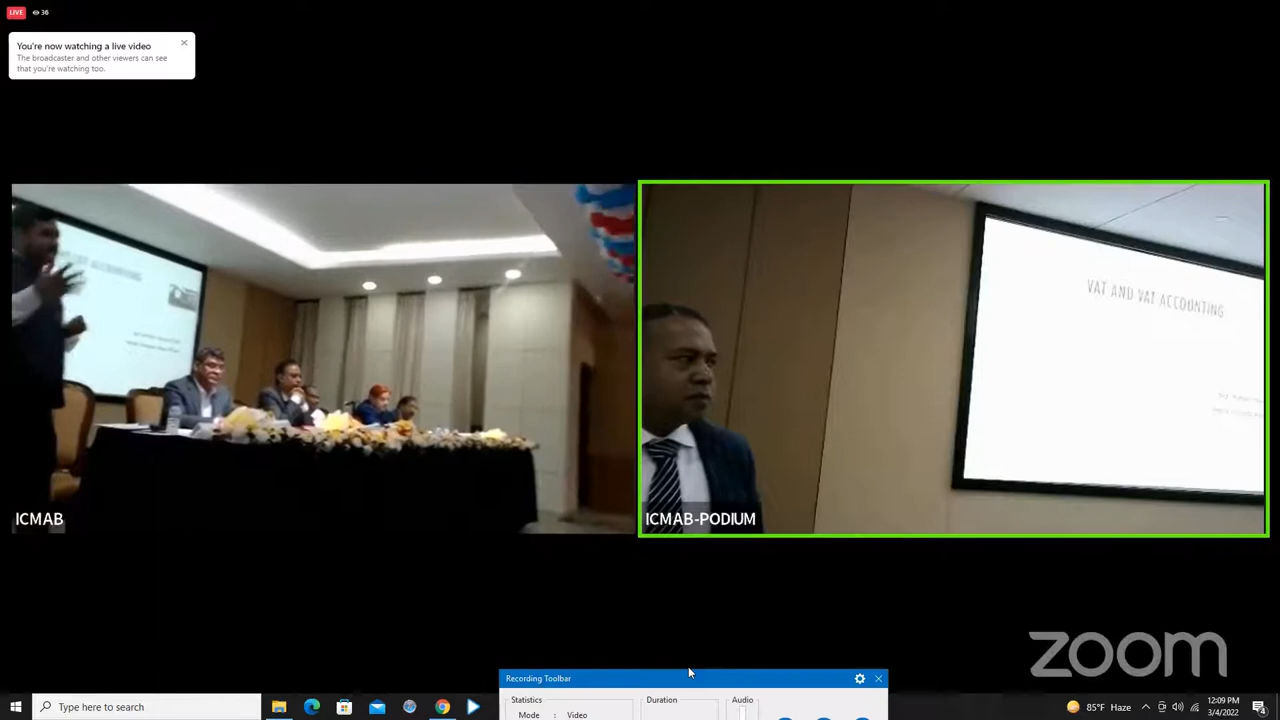 LIVE 36
You're now watching a live video
The broadcaster and other viewers can see
that you're watching too.
ACCOUNTING
VAT AND VAT ACCOUNTING
ICMAB
ICMAB-PODIUM
zoom
Recording Toolbar
Statistics
Duration
Audio
Mode : Video
Type here to search
85°F Haze
12:09 PM
3/4/2022